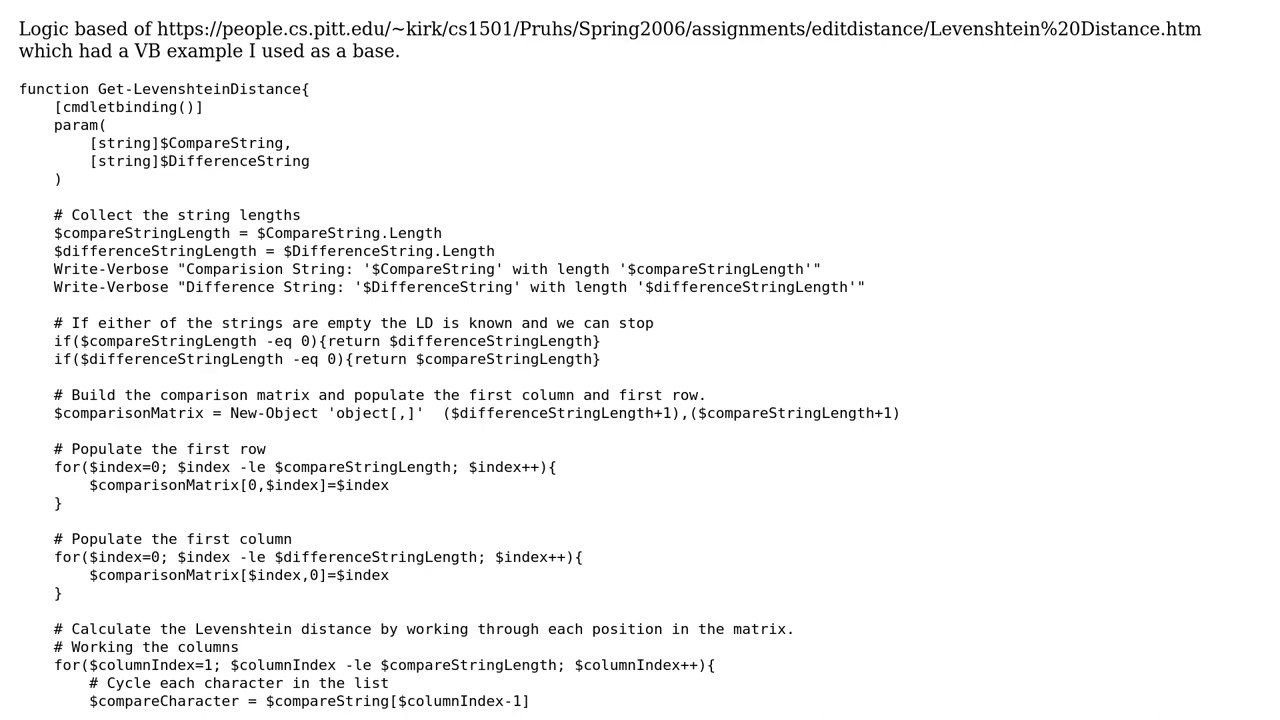 Logic based of https://people.cs.pitt.edu/~kirk/cs1501/Pruhs/Spring2006/assignments/editdistance/Levenshtein%20Distance.htm
which had a VB example I used as a base.
function Get-LevenshteinDistance{
    [cmdletbinding()]
    param(
        [string]$CompareString,
        [string]$DifferenceString
    )
    # Collect the string lengths
    $compareStringLength = $CompareString.Length
    $differenceStringLength = $DifferenceString.Length
    Write-Verbose "Comparision String: '$CompareString' with length '$compareStringLength'"
    Write-Verbose "Difference String: '$DifferenceString' with length '$differenceStringLength'"
    # If either of the strings are empty the LD is known and we can stop
    if($compareStringLength -eq 0){return $differenceStringLength}
    if($differenceStringLength -eq 0){return $compareStringLength}
    # Build the comparison matrix and populate the first column and first row.
    $comparisonMatrix = New-Object 'object[,]'  ($differenceStringLength+1),($compareStringLength+1)
    # Populate the first row
    for($index=0; $index -le $compareStringLength; $index++){
        $comparisonMatrix[0,$index]=$index
    }
    # Populate the first column
    for($index=0; $index -le $differenceStringLength; $index++){
        $comparisonMatrix[$index,0]=$index
    }
    # Calculate the Levenshtein distance by working through each position in the matrix.
    # Working the columns
    for($columnIndex=1; $columnIndex -le $compareStringLength; $columnIndex++){
        # Cycle each character in the list
        $compareCharacter = $compareString[$columnIndex-1]